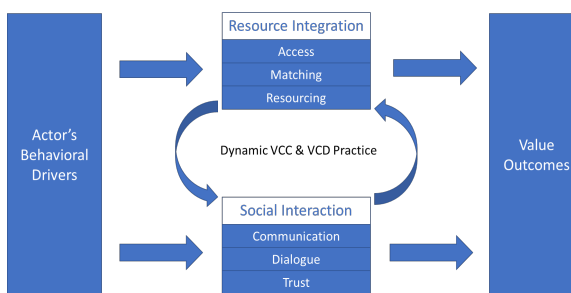 Actor's
Behavioral
Drivers
Resource Integration
Access
Matching
Resourcing
Dynamic VCC & VCD Practice
Social Interaction
Communication
Dialogue
Trust
Value
Outcomes